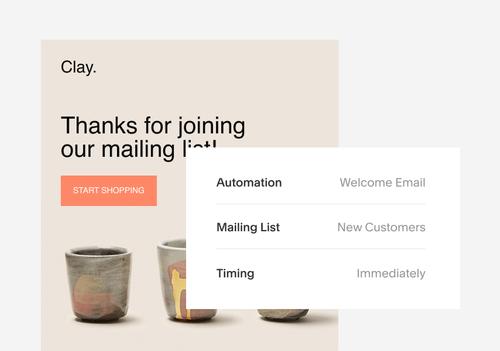 Clay.
Thanks for joining
our mailing list!
START SHOPPING
Automation Welcome Email
Mailing List New Customers
Timing Immediately